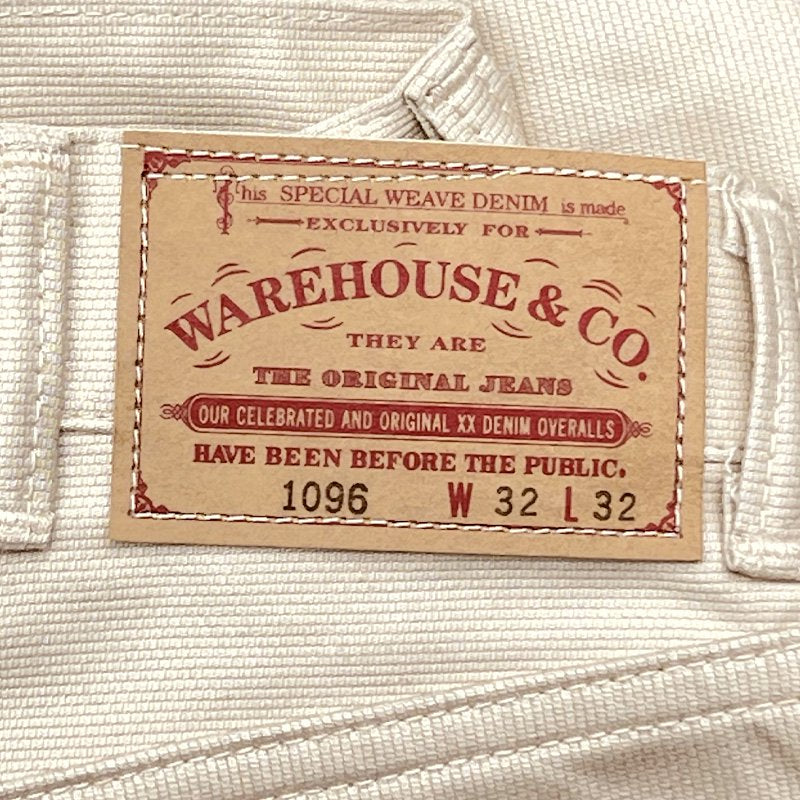 This SPECIAL WEAVE DENIM is made
EXCLUSIVELY FOR
WAREHOUSE & CO.
THEY ARE
THE ORIGINAL JEANS
OUR CELEBRATED AND ORIGINAL XX DENIM OVERALLS
HAVE BEEN BEFORE THE PUBLIC.
1096 W 32 L 32